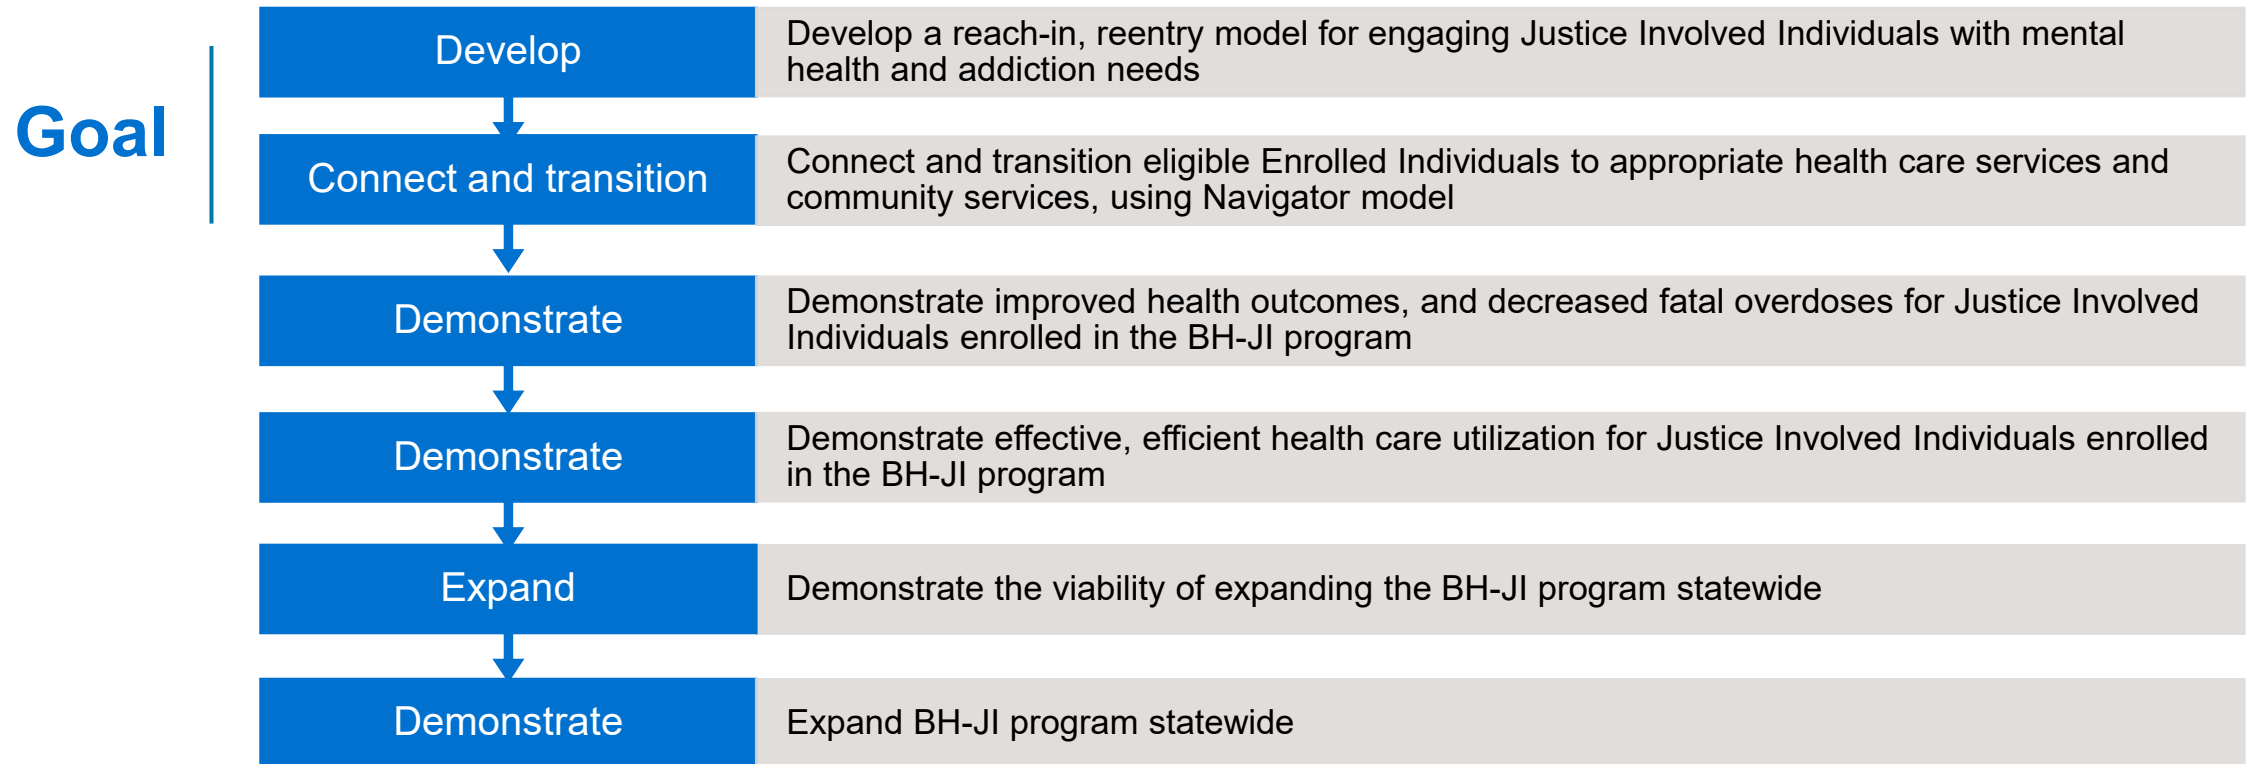 Goal
Develop
Develop a reach-in, reentry model for engaging Justice Involved Individuals with mental
health and addiction needs
Connect and transition
Connect and transition eligible Enrolled Individuals to appropriate health care services and
community services, using Navigator model
Demonstrate
Demonstrate improved health outcomes, and decreased fatal overdoses for Justice Involved
Individuals enrolled in the BH-JI program
Demonstrate
Demonstrate effective, efficient health care utilization for Justice Involved Individuals enrolled
in the BH-JI program
Expand
Demonstrate the viability of expanding the BH-JI program statewide
Demonstrate
Expand BH-JI program statewide